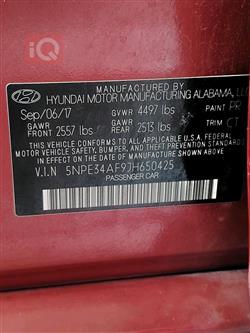 iQ
MANUFACTURED BY
HYUNDAI MOTOR MANUFACTURING ALABAMA, LLC
Sep/06/17 GVWR 4497 lbs PAINT PR
GAWR FRONT 2557 lbs GAWR REAR 2513 lbs TRIM CT
THIS VEHICLE CONFORMS TO ALL APPLICABLE U.S. FEDERAL
MOTOR VEHICLE SAFETY, BUMPER, AND THEFT PREVENTION
STANDARDS IN EFFECT ON THE DATE OF MANUFACTURE SHOWN ABOVE.
V.I.N 5NPE34AF9JH650425
PASSENGER CAR